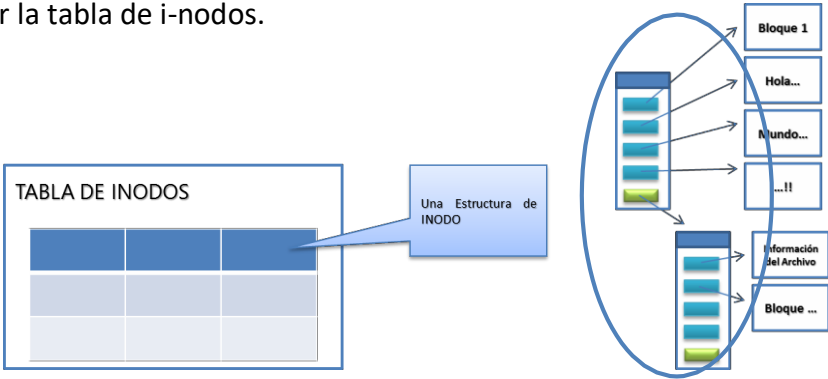 r la tabla de i-nodos.
TABLA DE INODOS
Una Estructura de
INODO
Bloque 1
Hola...
Mundo...
...!!
Información
del Archivo
Bloque ...